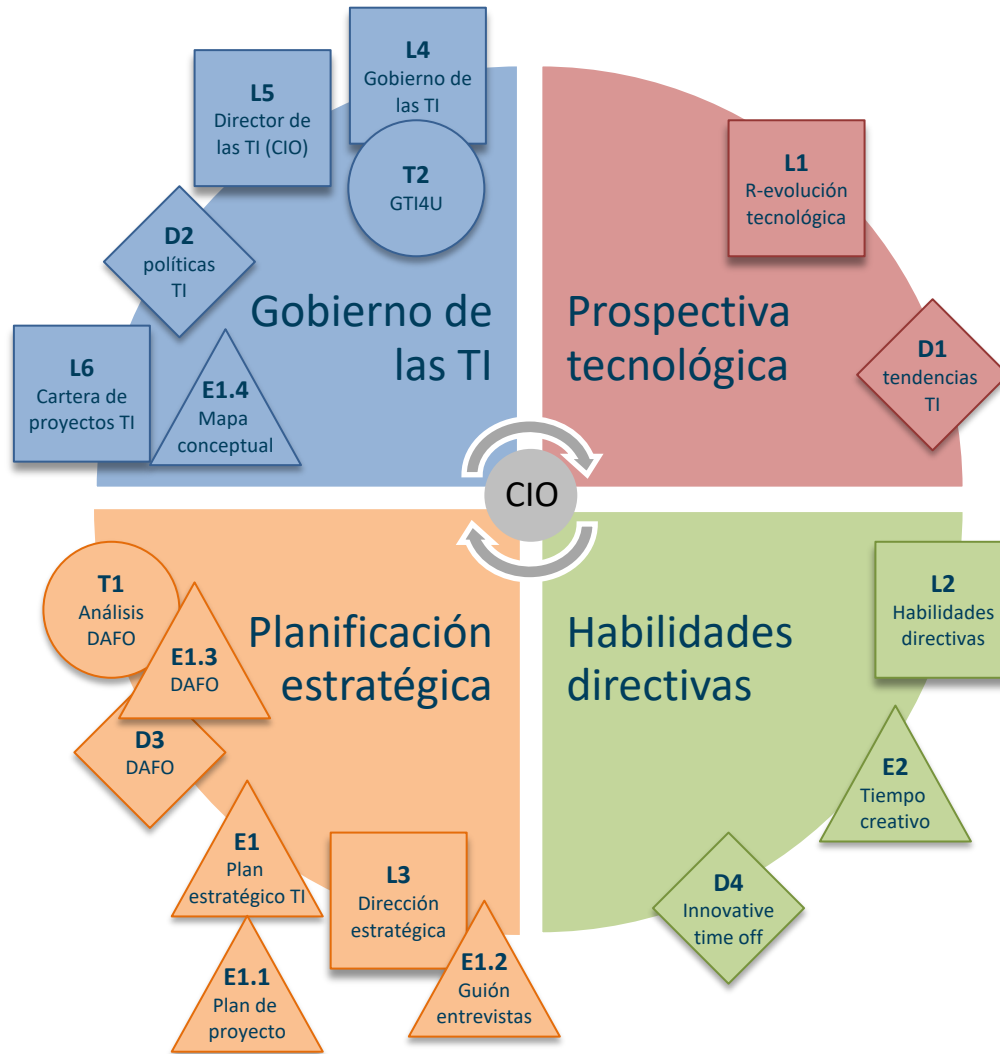 L4
Gobierno de
las TI
L5
Director de
las TI (CIO)
T2
GTI4U
D2
políticas
TI
L6
Cartera de
proyectos TI
E1.4
Mapa
conceptual
Gobierno de
las TI
L1
R-evolución
tecnológica
D1
tendencias
TI
Prospectiva
tecnológica
CIO
T1
Análisis
DAFO
E1.3
DAFO
D3
DAFO
Planificación
estratégica
E1
Plan
estratégico TI
E1.1
Plan de
proyecto
L3
Dirección
estratégica
E1.2
Guión
entrevistas
Habilidades
directivas
L2
Habilidades
directivas
E2
Tiempo
creativo
D4
Innovative
time off